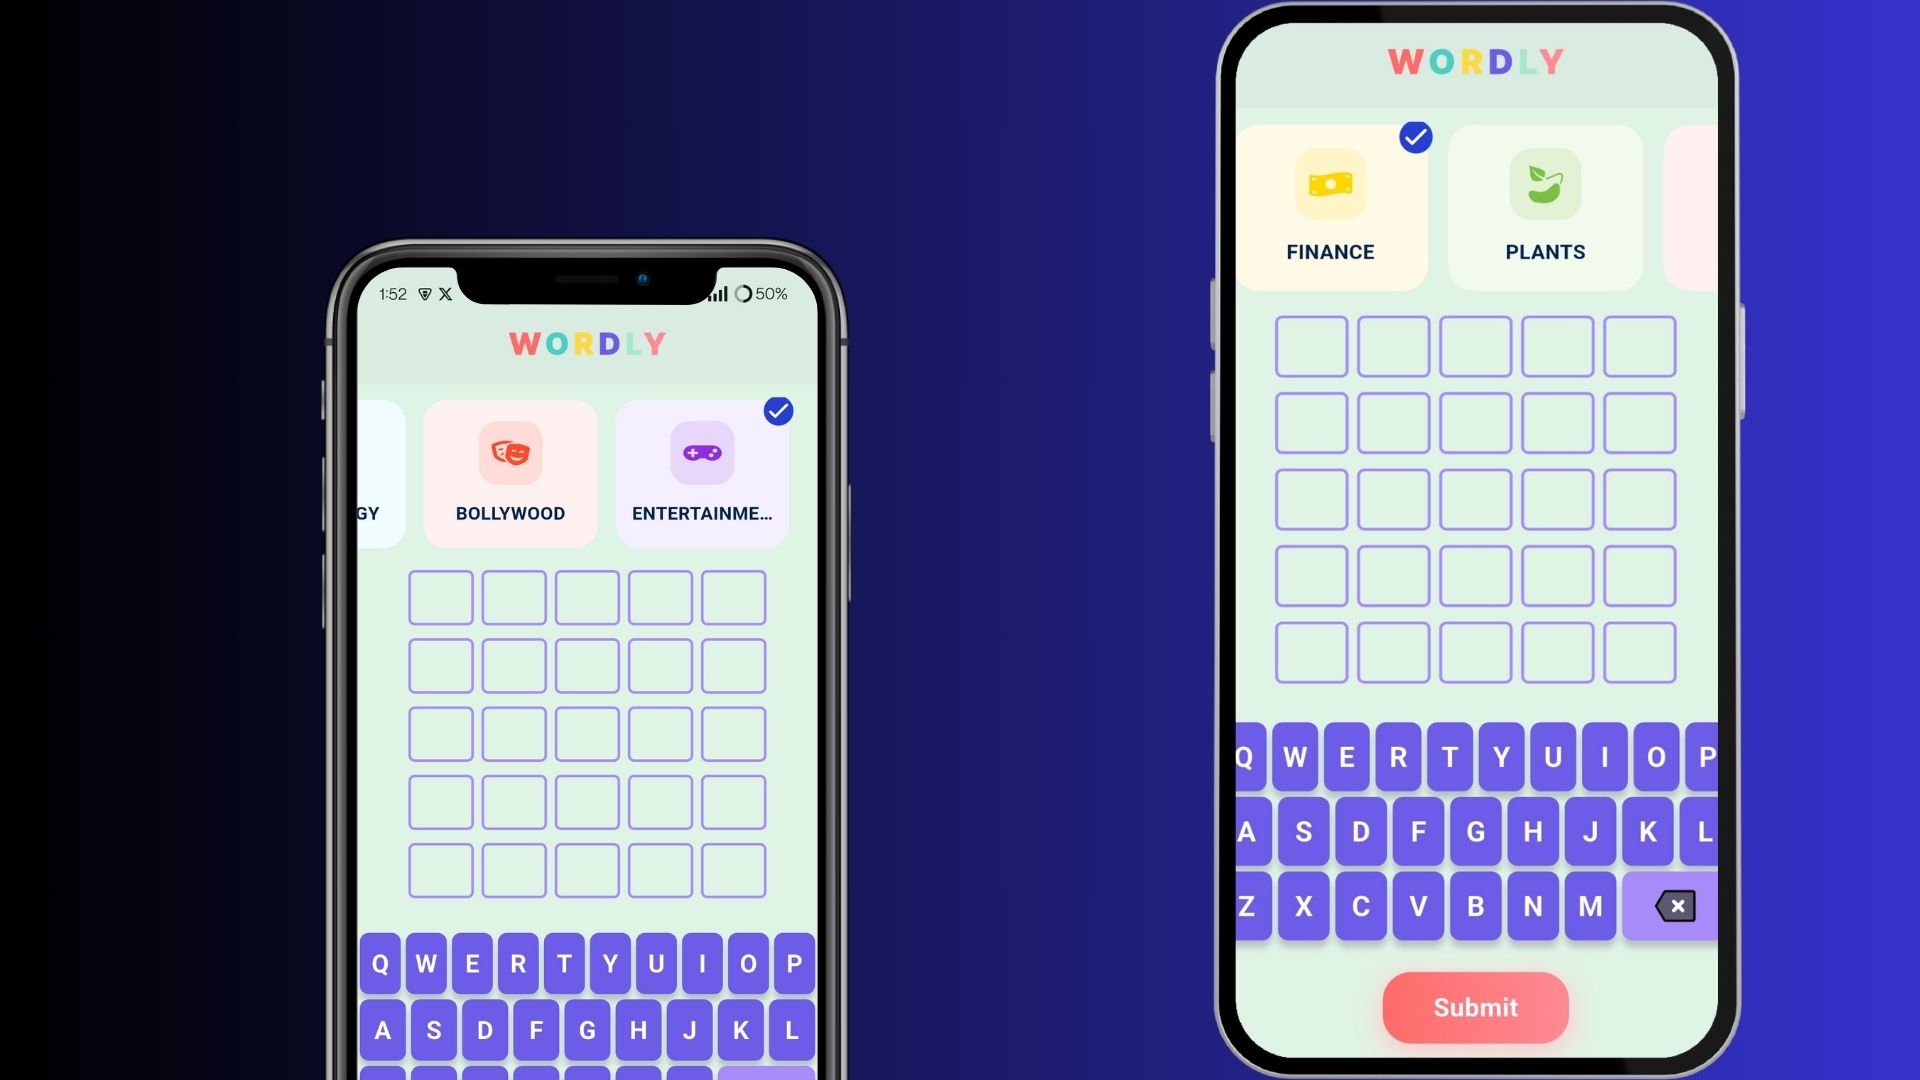 1:52 50%
WORDLY
GY BOLLYWOOD ENTERTAINME...
Q W E R T Y U I O P
A S D F G H J K L
WORDLY
FINANCE PLANTS
Q W E R T Y U I O P
A S D F G H J K L
Z X C V B N M
Submit